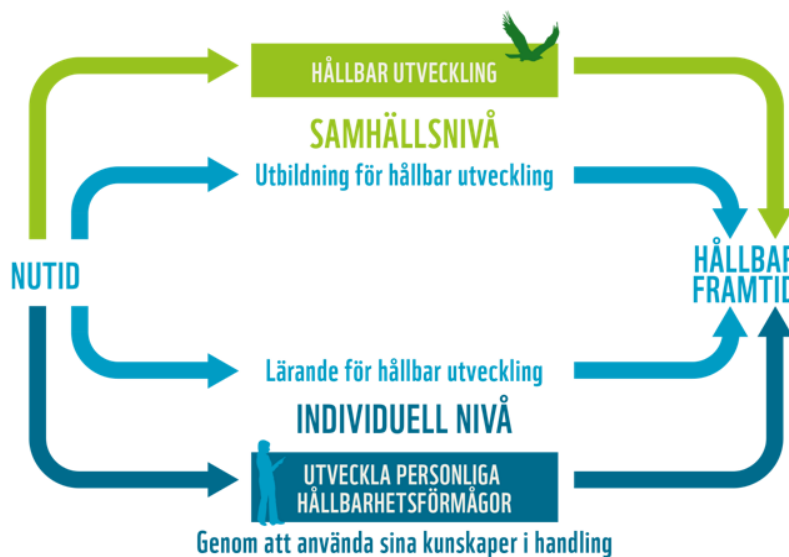 HÅLLBAR UTVECKLING
SAMHÄLLSNIVÅ
Utbildning för hållbar utveckling
NUTID
HÅLLBAR
FRAMTID
Lärande för hållbar utveckling
INDIVIDUELL NIVÅ
UTVECKLA PERSONLIGA
HÅLLBARHETSFÖRMÅGOR
Genom att använda sina kunskaper i handling